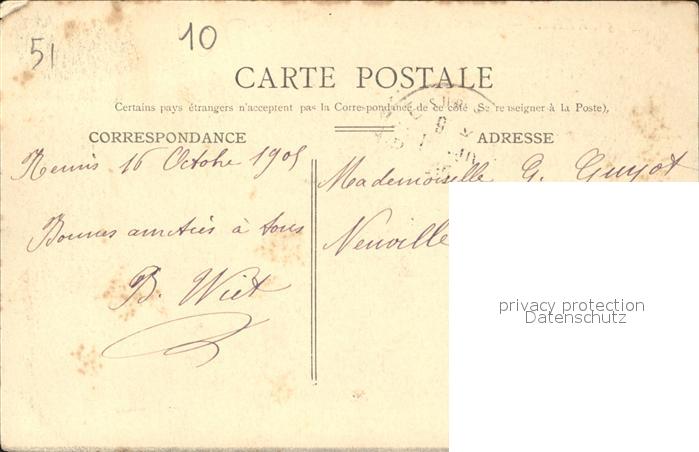 51
10
CARTE POSTALE
Certains pays étrangers n'acceptent pas la Correspondance de ce côté (Se renseigner à la Poste).
CORRESPONDANCE
ADRESSE
Reims 16 Octobre 1905
Bonnes amitiés à tous
B. Wiet
Mademoiselle G. Guyot
Neuville
privacy protection
Datenschutz